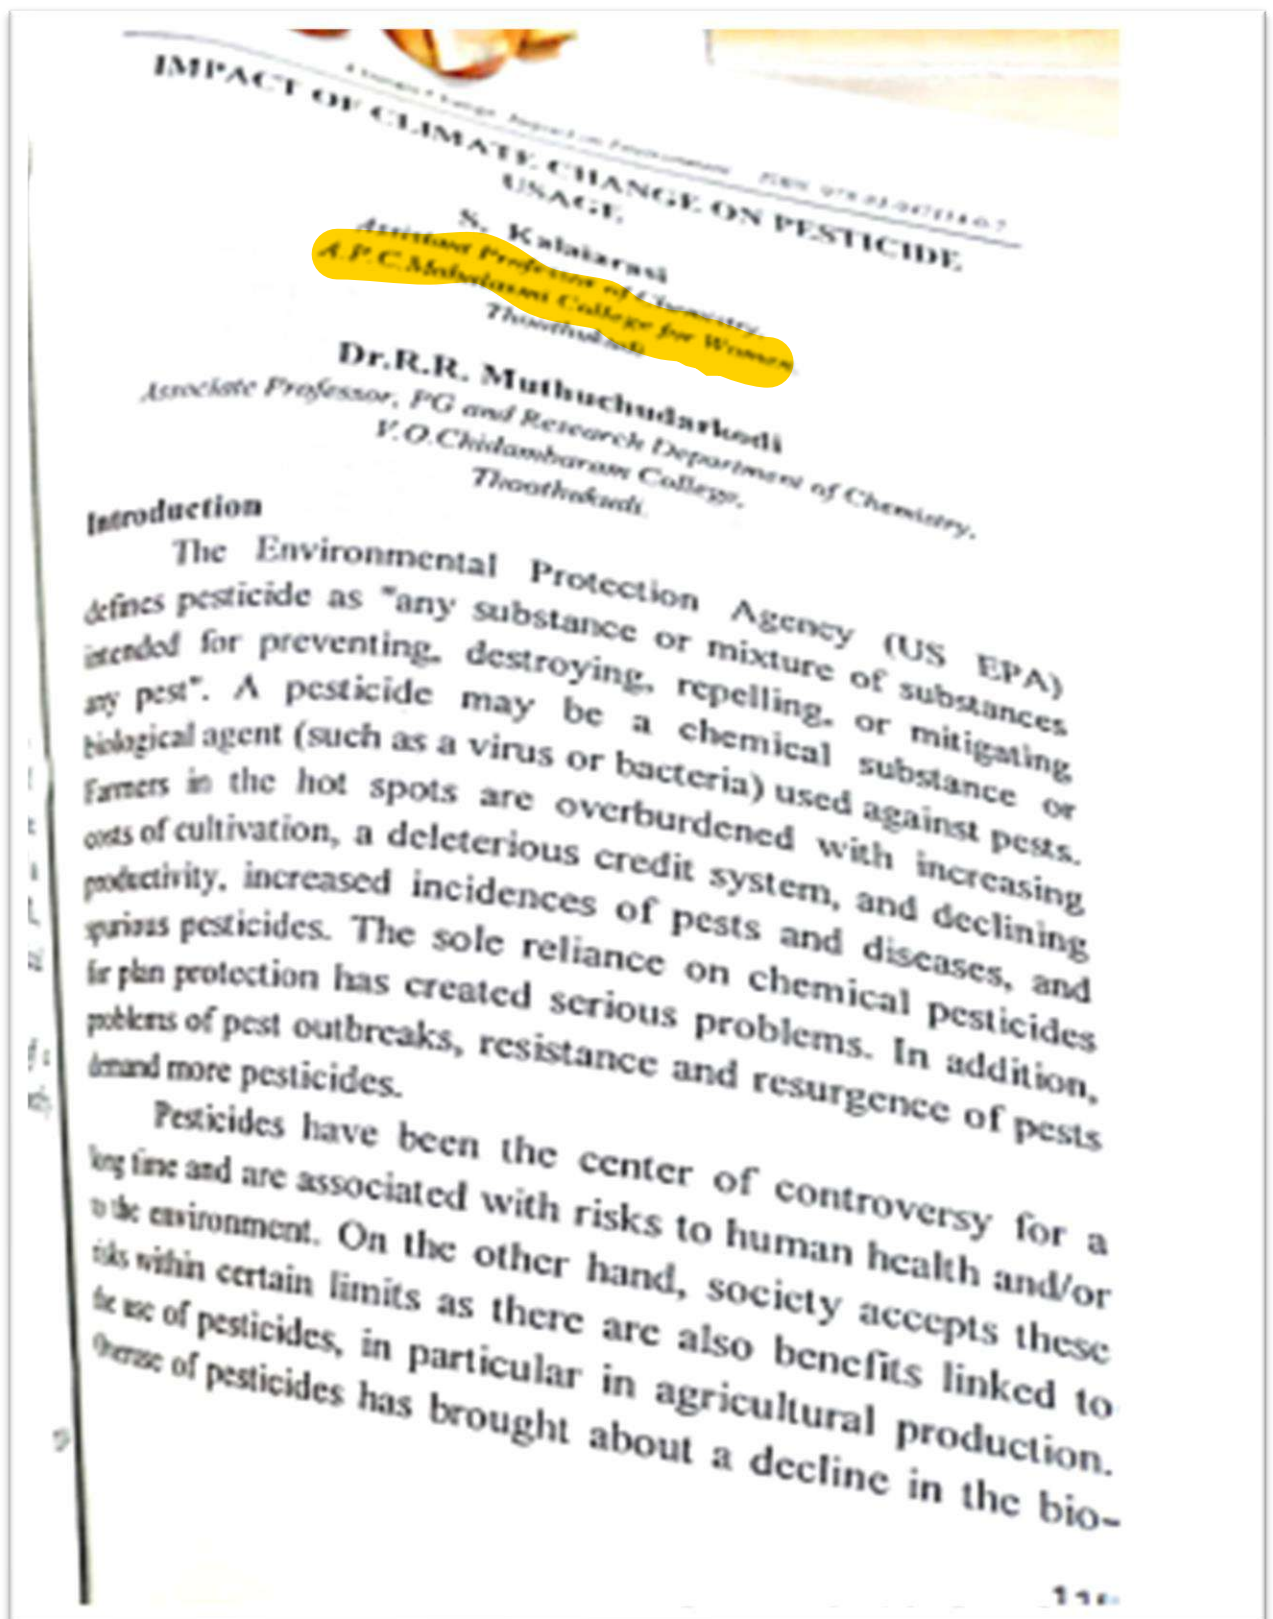 IMPACT OF CLIMATE CHANGE ON PESTICIDE
USAGE
S. Kalaiarasi
Assistant Professor of Chemistry,
A.P.C.Mahalaxmi College for Women
Thoothukudi
Dr.R.R. Muthuchudarkodi
Associate Professor, PG and Research Department of Chemistry,
V.O.Chidambaram College,
Thoothukudi.
Introduction
The Environmental Protection Agency (US EPA)
defines pesticide as "any substance or mixture of substances
intended for preventing, destroying, repelling, or mitigating
any pest". A pesticide may be a chemical substance or
biological agent (such as a virus or bacteria) used against pests.
Farmers in the hot spots are overburdened with increasing
costs of cultivation, a deleterious credit system, and declining
productivity, increased incidences of pests and diseases, and
spurious pesticides. The sole reliance on chemical pesticides
for plan protection has created serious problems. In addition,
problems of pest outbreaks, resistance and resurgence of pests
demand more pesticides.
Pesticides have been the center of controversy for a
long time and are associated with risks to human health and/or
to the environment. On the other hand, society accepts these
risks within certain limits as there are also benefits linked to
the use of pesticides, in particular in agricultural production.
Overuse of pesticides has brought about a decline in the bio-